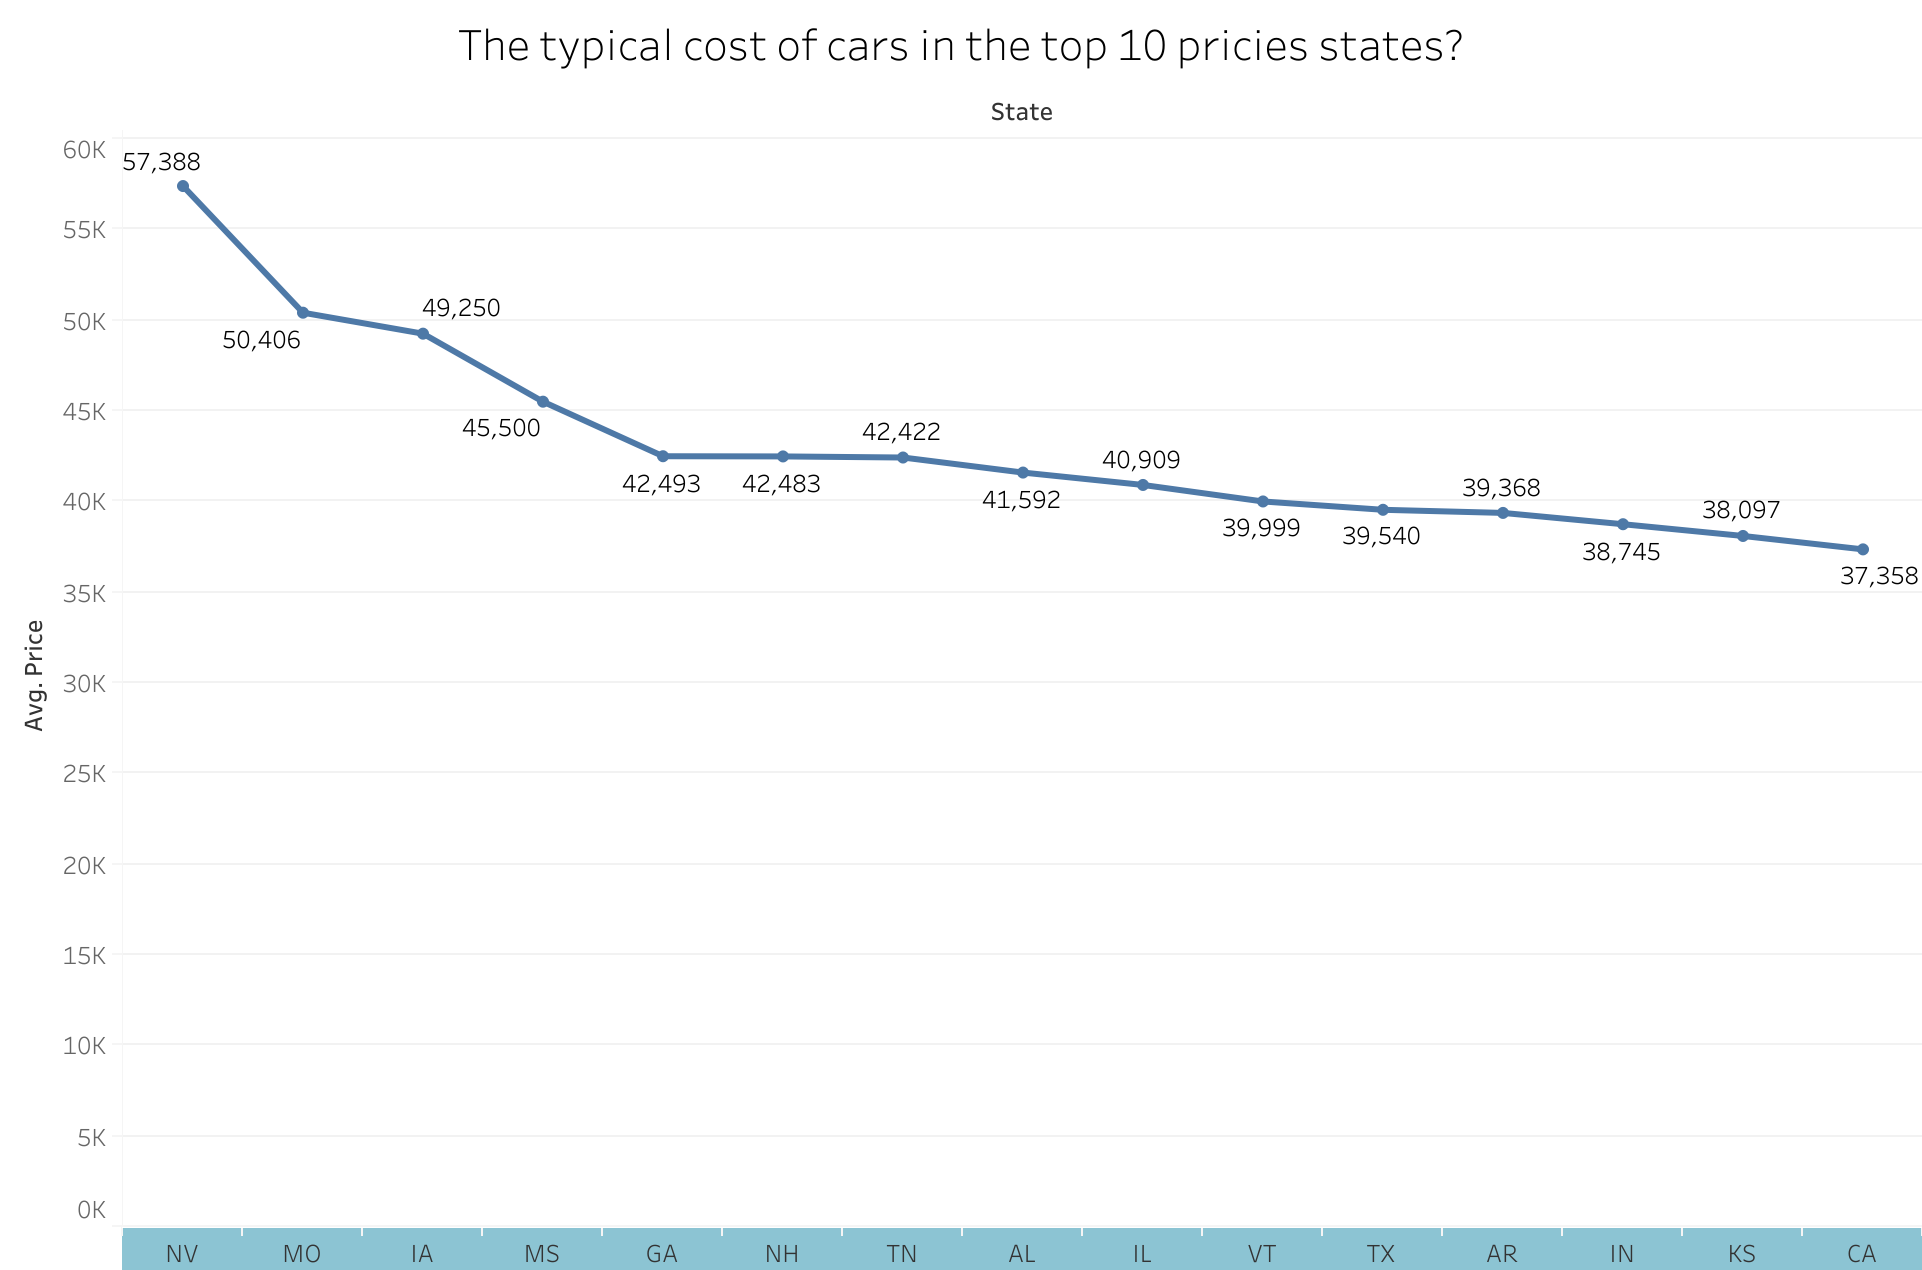 The typical cost of cars in the top 10 pricies states?
State
60K
57,388
55K
49,250
50K
50,406
45K
45,500
42,422
42,493
42,483
40,909
41,592
40K
39,368
38,097
39,999
39,540
38,745
37,358
35K
Avg. Price
30K
25K
20K
15K
10K
5K
0K
NV MO IA MS GA NH TN AL IL VT TX AR IN KS CA